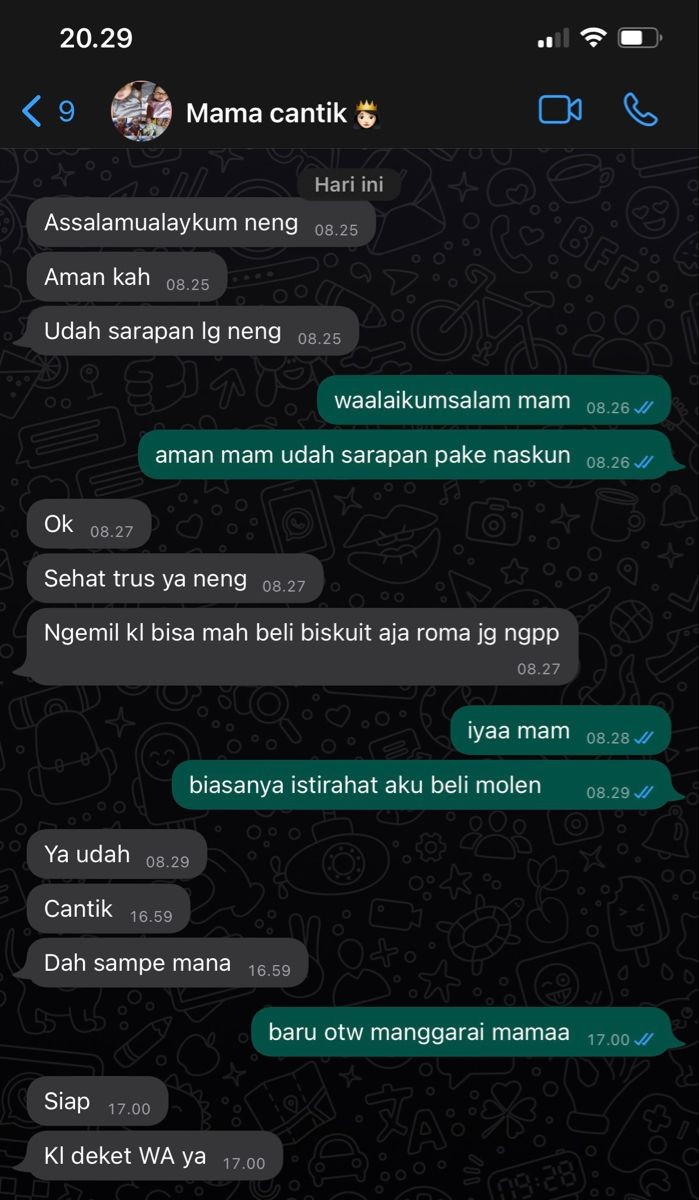 20.29
9
Mama cantik 👸🏻
Hari ini
Assalamualaykum neng 08.25
Aman kah 08.25
Udah sarapan lg neng 08.25
waalaikumsalam mam 08.26
aman mam udah sarapan pake naskun 08.26
Ok 08.27
Sehat trus ya neng 08.27
Ngemil kl bisa mah beli biskuit aja roma jg ngpp
08.27
iyaa mam 08.28
biasanya istirahat aku beli molen 08.29
Ya udah 08.29
Cantik 16.59
Dah sampe mana 16.59
baru otw manggarai mamaa 17.00
Siap 17.00
Kl deket WA ya 17.00
BFF
09:28